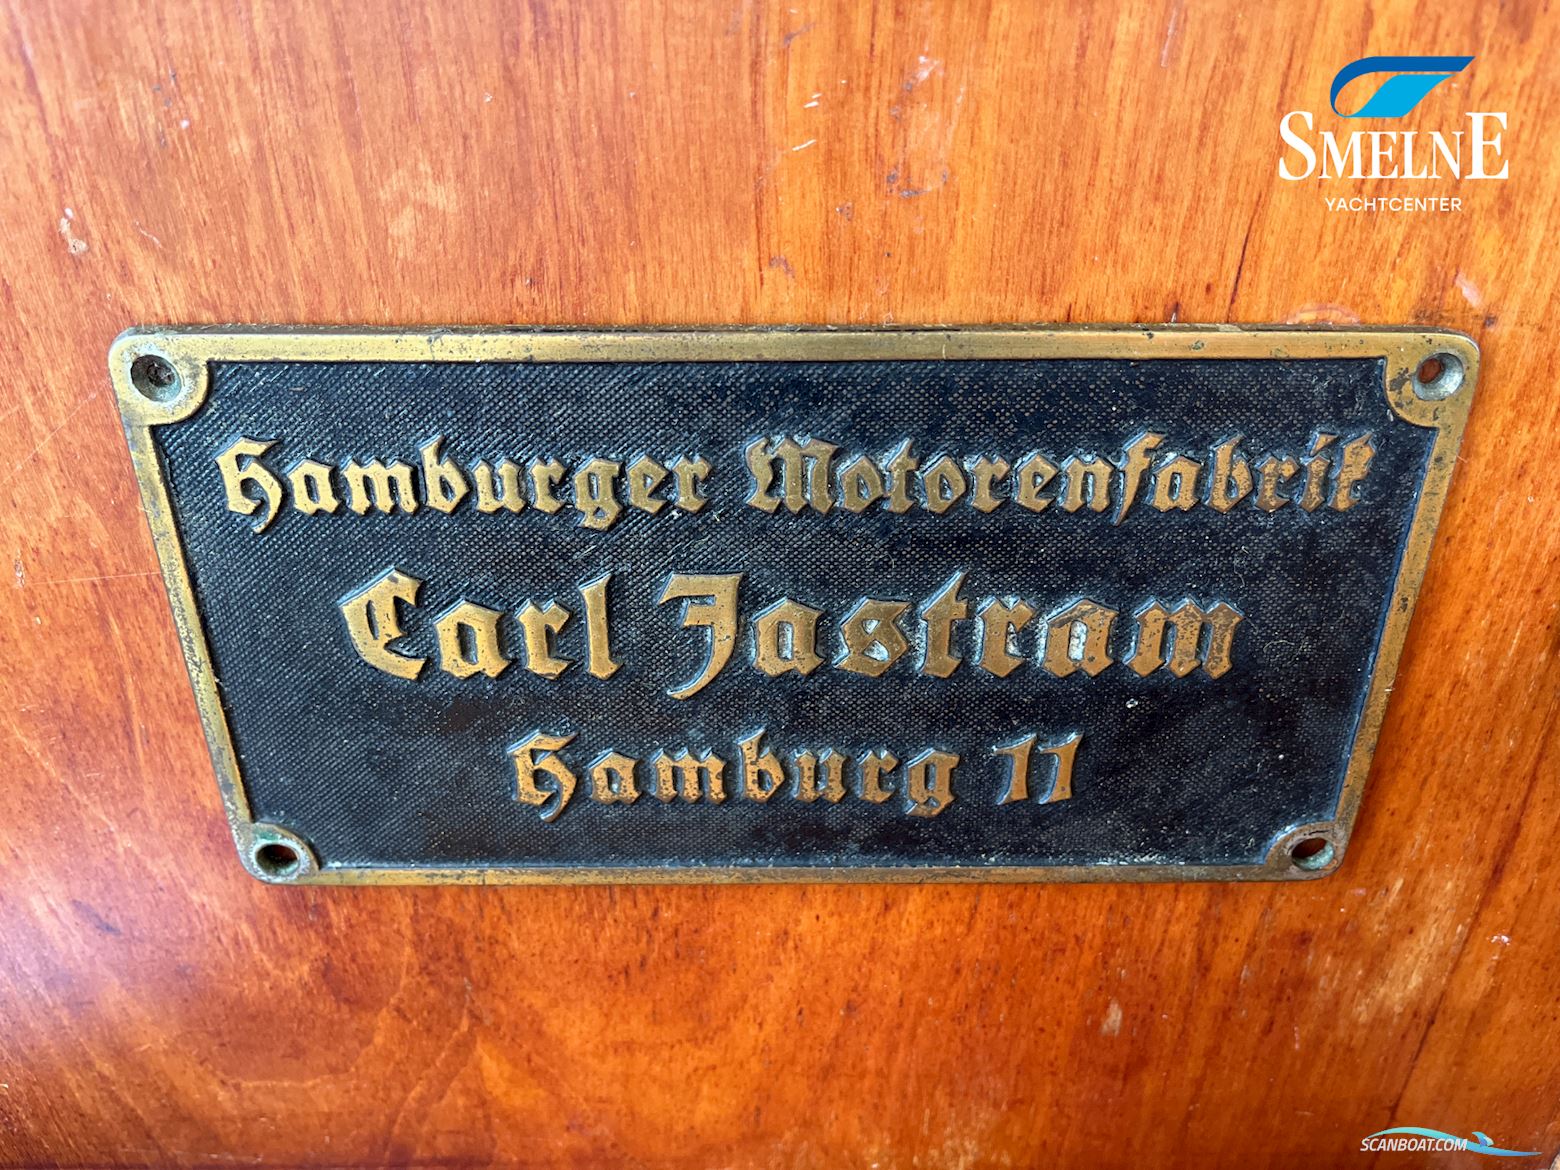 SMELNE
YACHTCENTER
Hamburger Motorenfabrik
Carl Jastram
Hamburg 11
SCANBOAT.COM